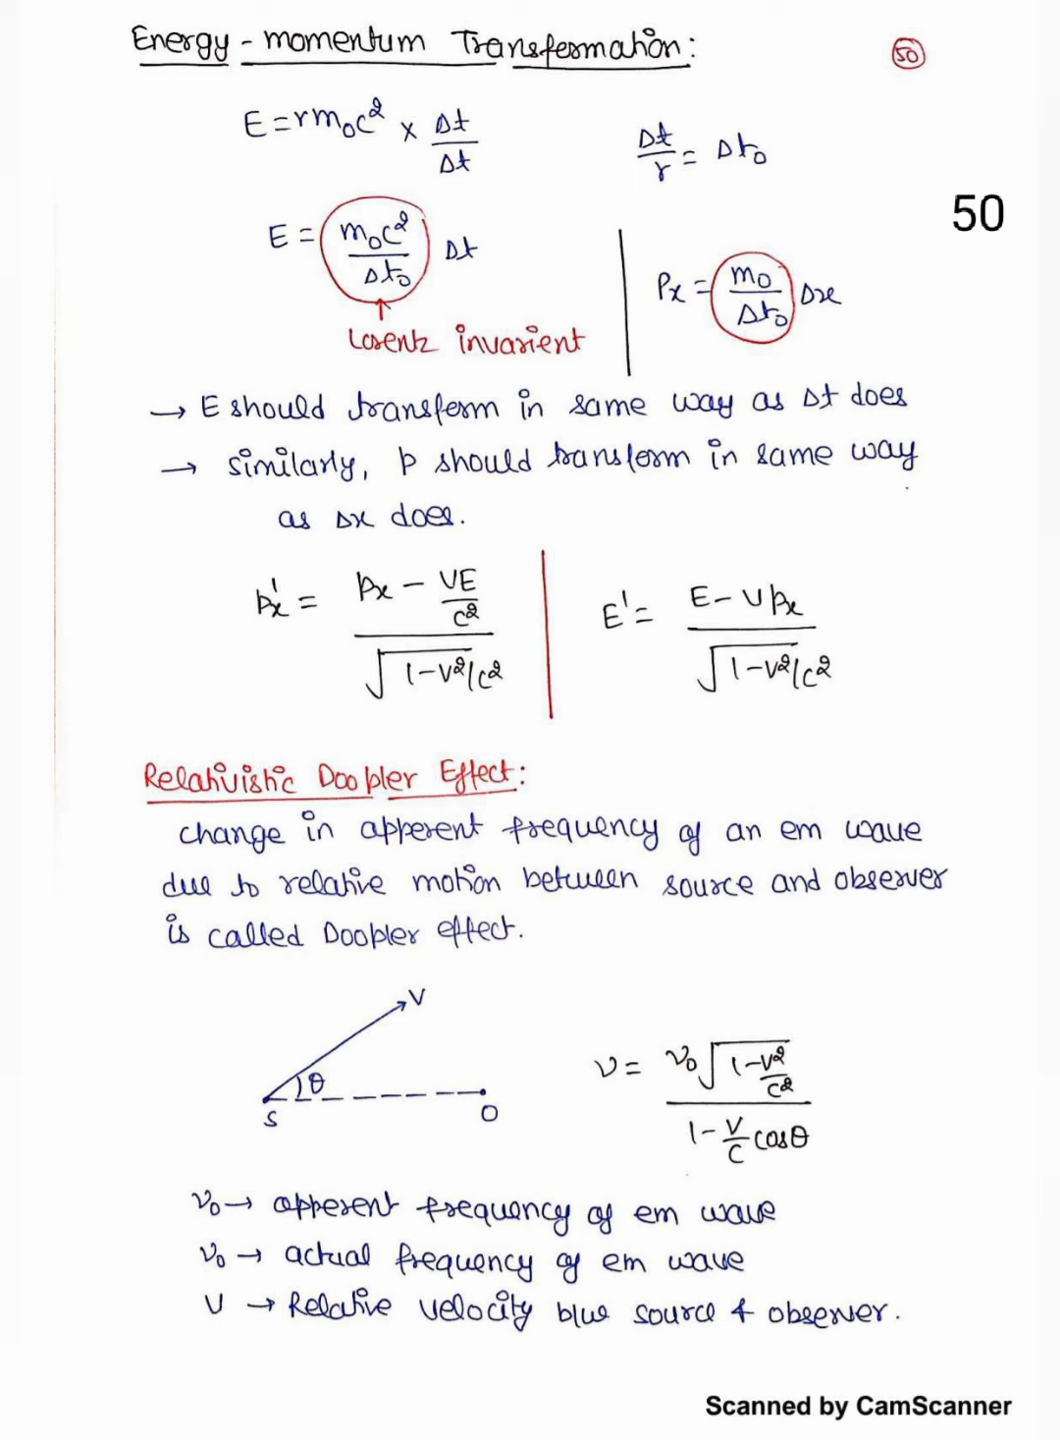 Energy-momentum Transformation:
50
E=rm₀c² × Δt/Δt
Δt/r = Δt₀
50
E = (m₀c²/Δt₀) Δt
Pₓ = (m₀/Δt₀) Δx
Lorentz invarient
→ E should transform in same way as Δt does
→ similarly, p should transform in same way
as Δx does.
pₓ' = (pₓ - VE/c²)/√(1-v²/c²)
E' = (E-Vpₓ)/√(1-v²/c²)
Relativistic Doopler Effect:
change in apperent frequency of an em wave
due to relative motion between source and observer
is called Doopler effect.
V
θ
S
O
ν = ν₀√(1-v²/c²)/(1-v/c cosθ)
ν₀ → apperent frequency of em wave
ν₀ → actual frequency of em wave
V → Relative velocity b/w source & observer.
Scanned by CamScanner